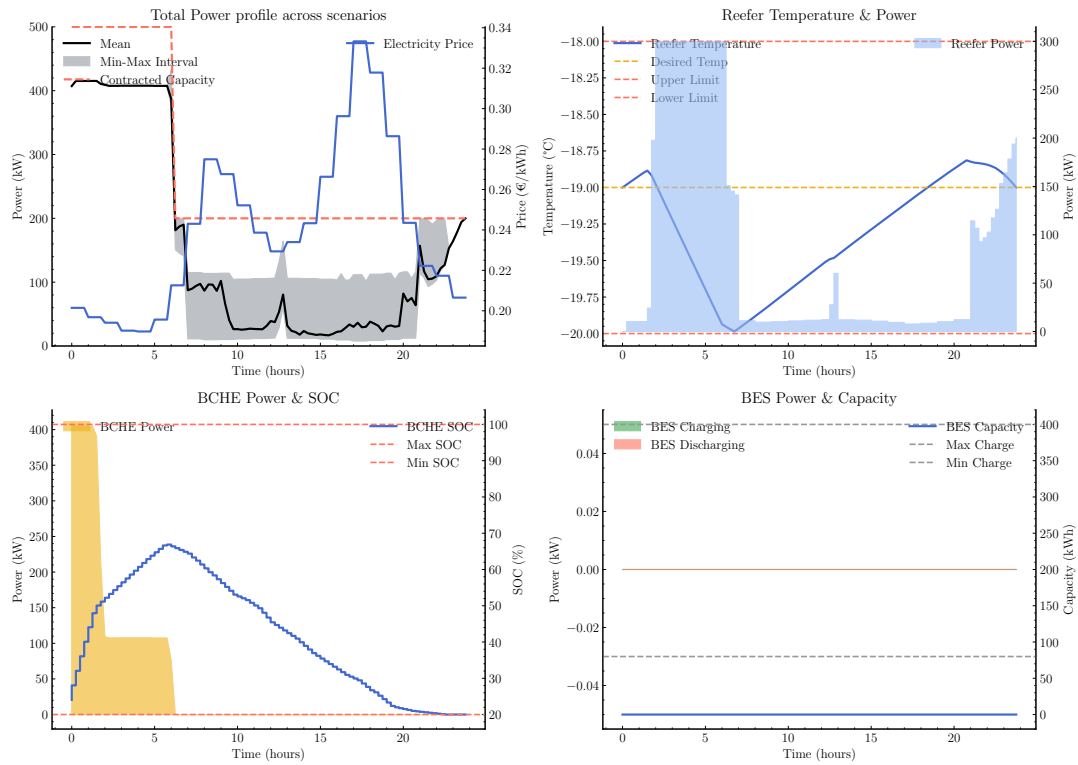 Total Power profile across scenarios
500
400
300
200
100
0
Power (kW)
Mean
Min-Max Interval
Contracted Capacity
Electricity Price
0.34
0.32
0.30
0.28
0.26
0.24
0.22
0.20
Price (€/kWh)
0 5 10 15 20
Time (hours)
Reefer Temperature & Power
−18.00
−18.25
−18.50
−18.75
−19.00
−19.25
−19.50
−19.75
−20.00
Temperature (°C)
Reefer Temperature
Desired Temp
Upper Limit
Lower Limit
Reefer Power
300
250
200
150
100
50
0
Power (kW)
0 5 10 15 20
Time (hours)
BCHE Power & SOC
400
350
300
250
200
150
100
50
0
Power (kW)
BCHE Power
BCHE SOC
Max SOC
Min SOC
100
90
80
70
60
50
40
30
20
SOC (%)
0 5 10 15 20
Time (hours)
BES Power & Capacity
0.04
0.02
0.00
−0.02
−0.04
Power (kW)
BES Charging
BES Discharging
BES Capacity
Max Charge
Min Charge
400
350
300
250
200
150
100
50
0
Capacity (kWh)
0 5 10 15 20
Time (hours)